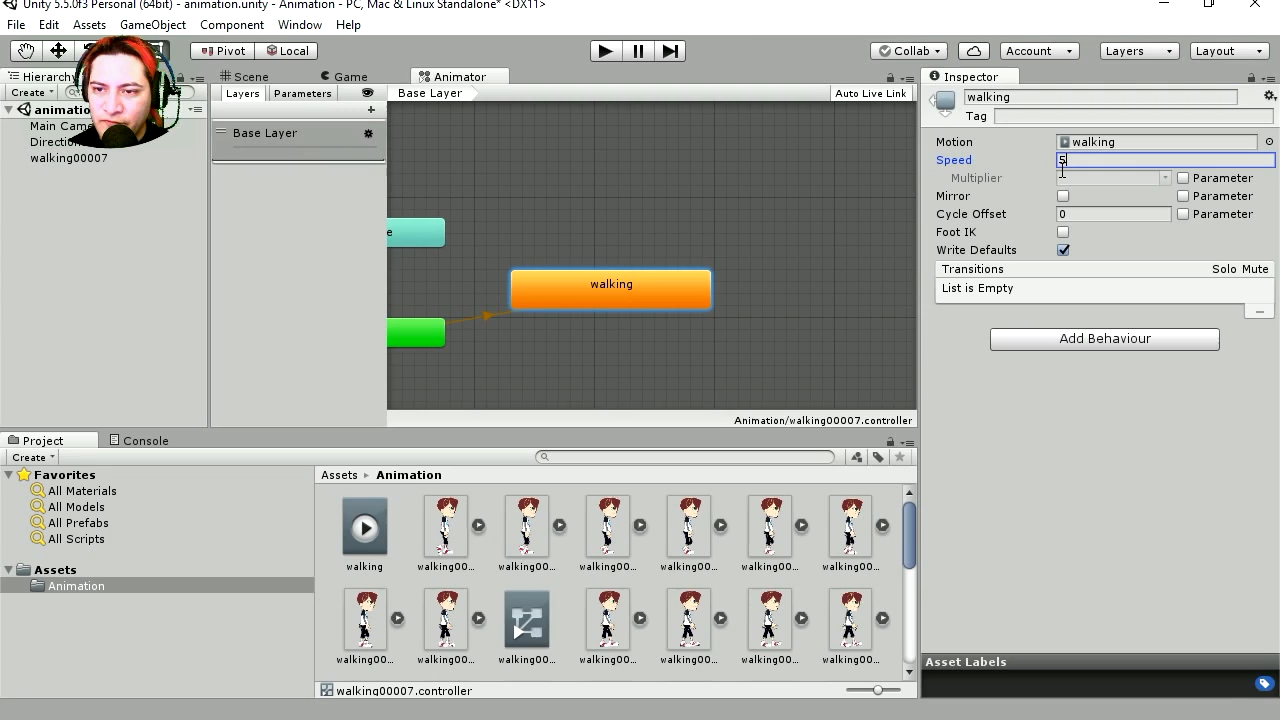 Unity 5.5.0f3 Personal (64bit) - animation.unity - Animation - PC, Mac & Linux Standalone* <DX11>
File Edit Assets GameObject Component Window Help
Pivot Local Collab Account Layers Layout
Hierarchy Scene Game Animator Inspector
Create Layers Parameters Base Layer Auto Live Link walking
animation
Tag
Main Came
Base Layer
Direction
walking00007
Motion walking
Speed 5
Multiplier Parameter
Mirror Parameter
Cycle Offset 0 Parameter
Foot IK
Write Defaults
Transitions Solo Mute
List is Empty
walking
Add Behaviour
Animation/walking00007.controller
Project Console
Create
Favorites Assets Animation
All Materials
All Models
All Prefabs
All Scripts
walking walking00... walking00... walking00... walking00... walking00... walking00...
Assets
Animation
walking00... walking00... walking00... walking00... walking00... walking00... walking00...
Asset Labels
walking00007.controller